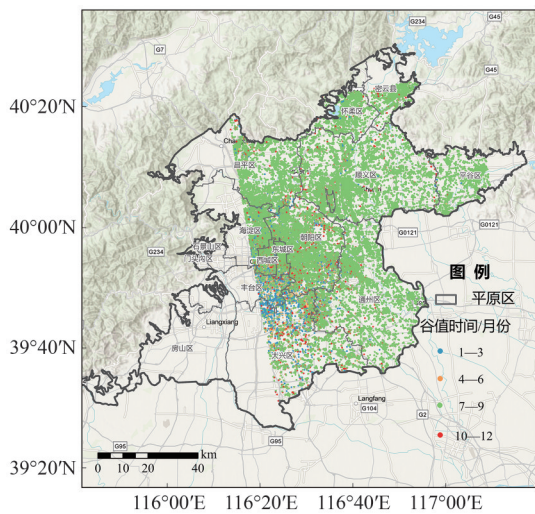 G234
G45
G7
40°20′N
密云县
G45
怀柔区
昌平区
顺义区
平谷区
40°00′N
海淀区
朝阳区
G0121
G0121
石景山区
东城区
G234
门头沟区
西城区
图 例
丰台区
通州区
平原区
Liangxiang
谷值时间/月份
39°40′N
房山区
大兴区
1—3
Langfang
4—6
G104
G2
7—9
G95
G95
10—12
km
0 10 20 40
39°20′N
116°00′E
116°20′E
116°40′E
117°00′E